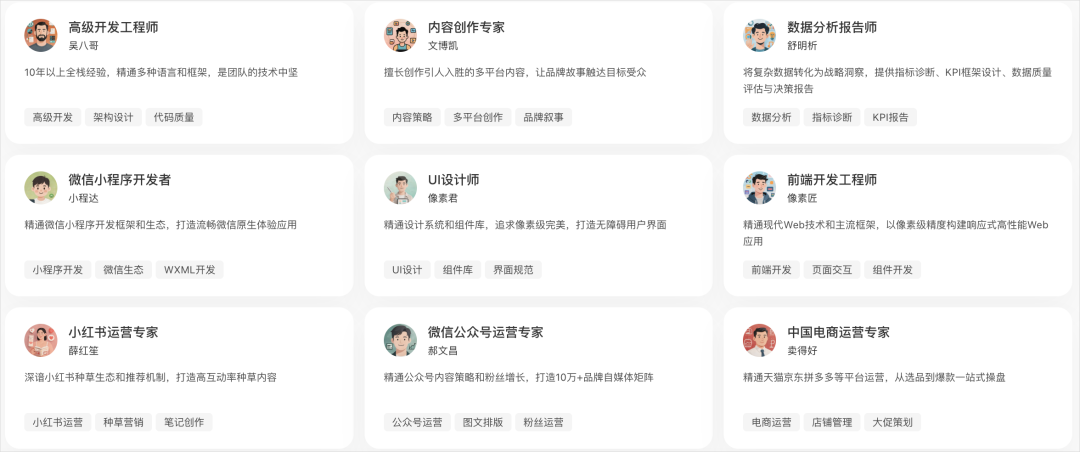 高级开发工程师
吴八哥
10年以上全栈经验，精通多种语言和框架，是团队的技术中坚
高级开发 架构设计 代码质量
内容创作专家
文博凯
擅长创作引人入胜的多平台内容，让品牌故事触达目标受众
内容策略 多平台创作 品牌叙事
数据分析报告师
舒明析
将复杂数据转化为战略洞察，提供指标诊断、KPI框架设计、数据质量
评估与决策报告
数据分析 指标诊断 KPI报告
微信小程序开发者
小程达
精通微信小程序开发框架和生态，打造流畅微信原生体验应用
小程序开发 微信生态 WXML开发
UI设计师
像素君
精通设计系统和组件库，追求像素级完美，打造无障碍用户界面
UI设计 组件库 界面规范
前端开发工程师
像素匠
精通现代Web技术和主流框架，以像素级精度构建响应式高性能Web
应用
前端开发 页面交互 组件开发
小红书运营专家
薛红笙
深谙小红书种草生态和推荐机制，打造高互动率种草内容
小红书运营 种草营销 笔记创作
微信公众号运营专家
郝文昌
精通公众号内容策略和粉丝增长，打造10万+品牌自媒体矩阵
公众号运营 图文排版 粉丝运营
中国电商运营专家
卖得好
精通天猫京东拼多多等平台运营，从选品到爆款一站式操盘
电商运营 店铺管理 大促策划